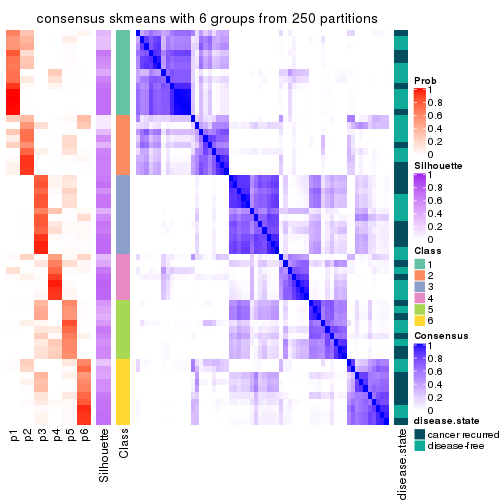 consensus skmeans with 6 groups from 250 partitions
Prob
1
0.8
0.6
0.4
0.2
0
Silhouette
1
0.8
0.6
0.4
0.2
0
Class
1
2
3
4
5
6
Consensus
1
0.8
0.6
0.4
0.2
0
disease.state
cancer recurred
disease-free
p1
p2
p3
p4
p5
p6
Silhouette
Class
disease.state